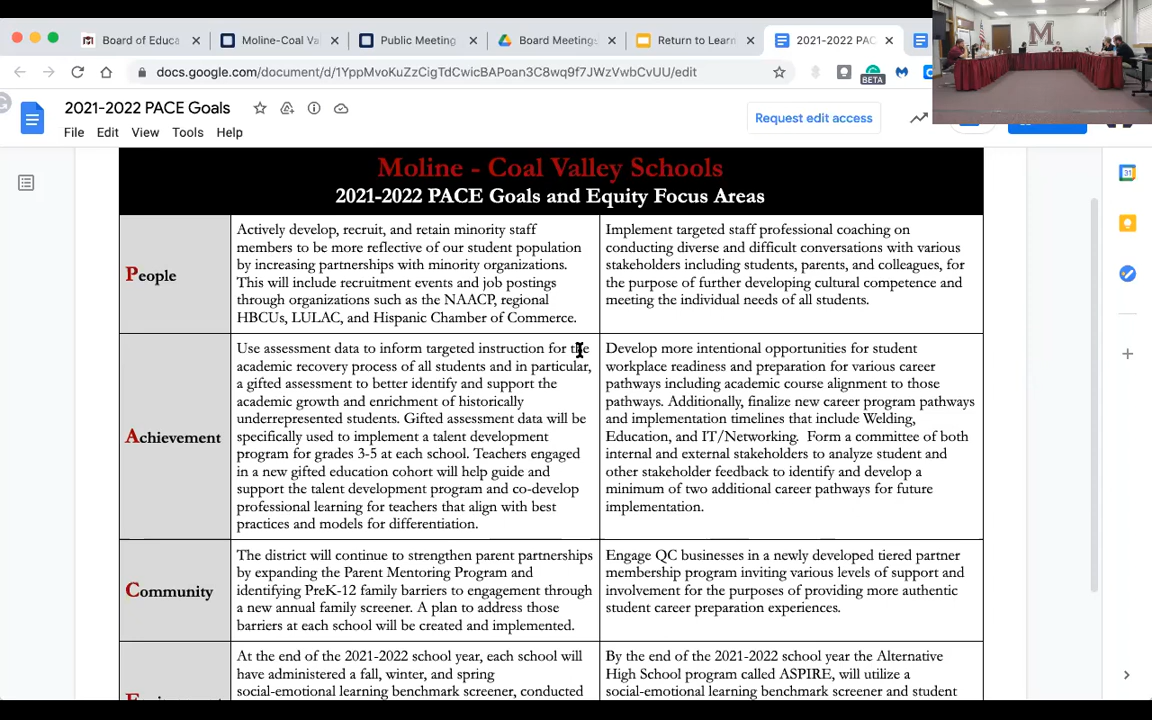 Board of Educa
Moline-Coal Va
Public Meeting
Board Meeting
Return to Learn
2021-2022 PAC
docs.google.com/document/d/1YppMvoKuZzCigTdCwicBAPoan3C8wq9f7JWzVwbCvUU/edit
BETA
M
2021-2022 PACE Goals
File Edit View Tools Help
Request edit access
31
Moline - Coal Valley Schools
2021-2022 PACE Goals and Equity Focus Areas
People
Actively develop, recruit, and retain minority staff
members to be more reflective of our student population
by increasing partnerships with minority organizations.
This will include recruitment events and job postings
through organizations such as the NAACP, regional
HBCUs, LULAC, and Hispanic Chamber of Commerce.
Implement targeted staff professional coaching on
conducting diverse and difficult conversations with various
stakeholders including students, parents, and colleagues, for
the purpose of further developing cultural competence and
meeting the individual needs of all students.
Achievement
Use assessment data to inform targeted instruction for the
academic recovery process of all students and in particular,
a gifted assessment to better identify and support the
academic growth and enrichment of historically
underrepresented students. Gifted assessment data will be
specifically used to implement a talent development
program for grades 3-5 at each school. Teachers engaged
in a new gifted education cohort will help guide and
support the talent development program and co-develop
professional learning for teachers that align with best
practices and models for differentiation.
Develop more intentional opportunities for student
workplace readiness and preparation for various career
pathways including academic course alignment to those
pathways. Additionally, finalize new career program pathways
and implementation timelines that include Welding,
Education, and IT/Networking. Form a committee of both
internal and external stakeholders to analyze student and
other stakeholder feedback to identify and develop a
minimum of two additional career pathways for future
implementation.
Community
The district will continue to strengthen parent partnerships
by expanding the Parent Mentoring Program and
identifying PreK-12 family barriers to engagement through
a new annual family screener. A plan to address those
barriers at each school will be created and implemented.
Engage QC businesses in a newly developed tiered partner
membership program inviting various levels of support and
involvement for the purposes of providing more authentic
student career preparation experiences.
At the end of the 2021-2022 school year, each school will
have administered a fall, winter, and spring
social-emotional learning benchmark screener, conducted
By the end of the 2021-2022 school year the Alternative
High School program called ASPIRE, will utilize a
social-emotional learning benchmark screener and student